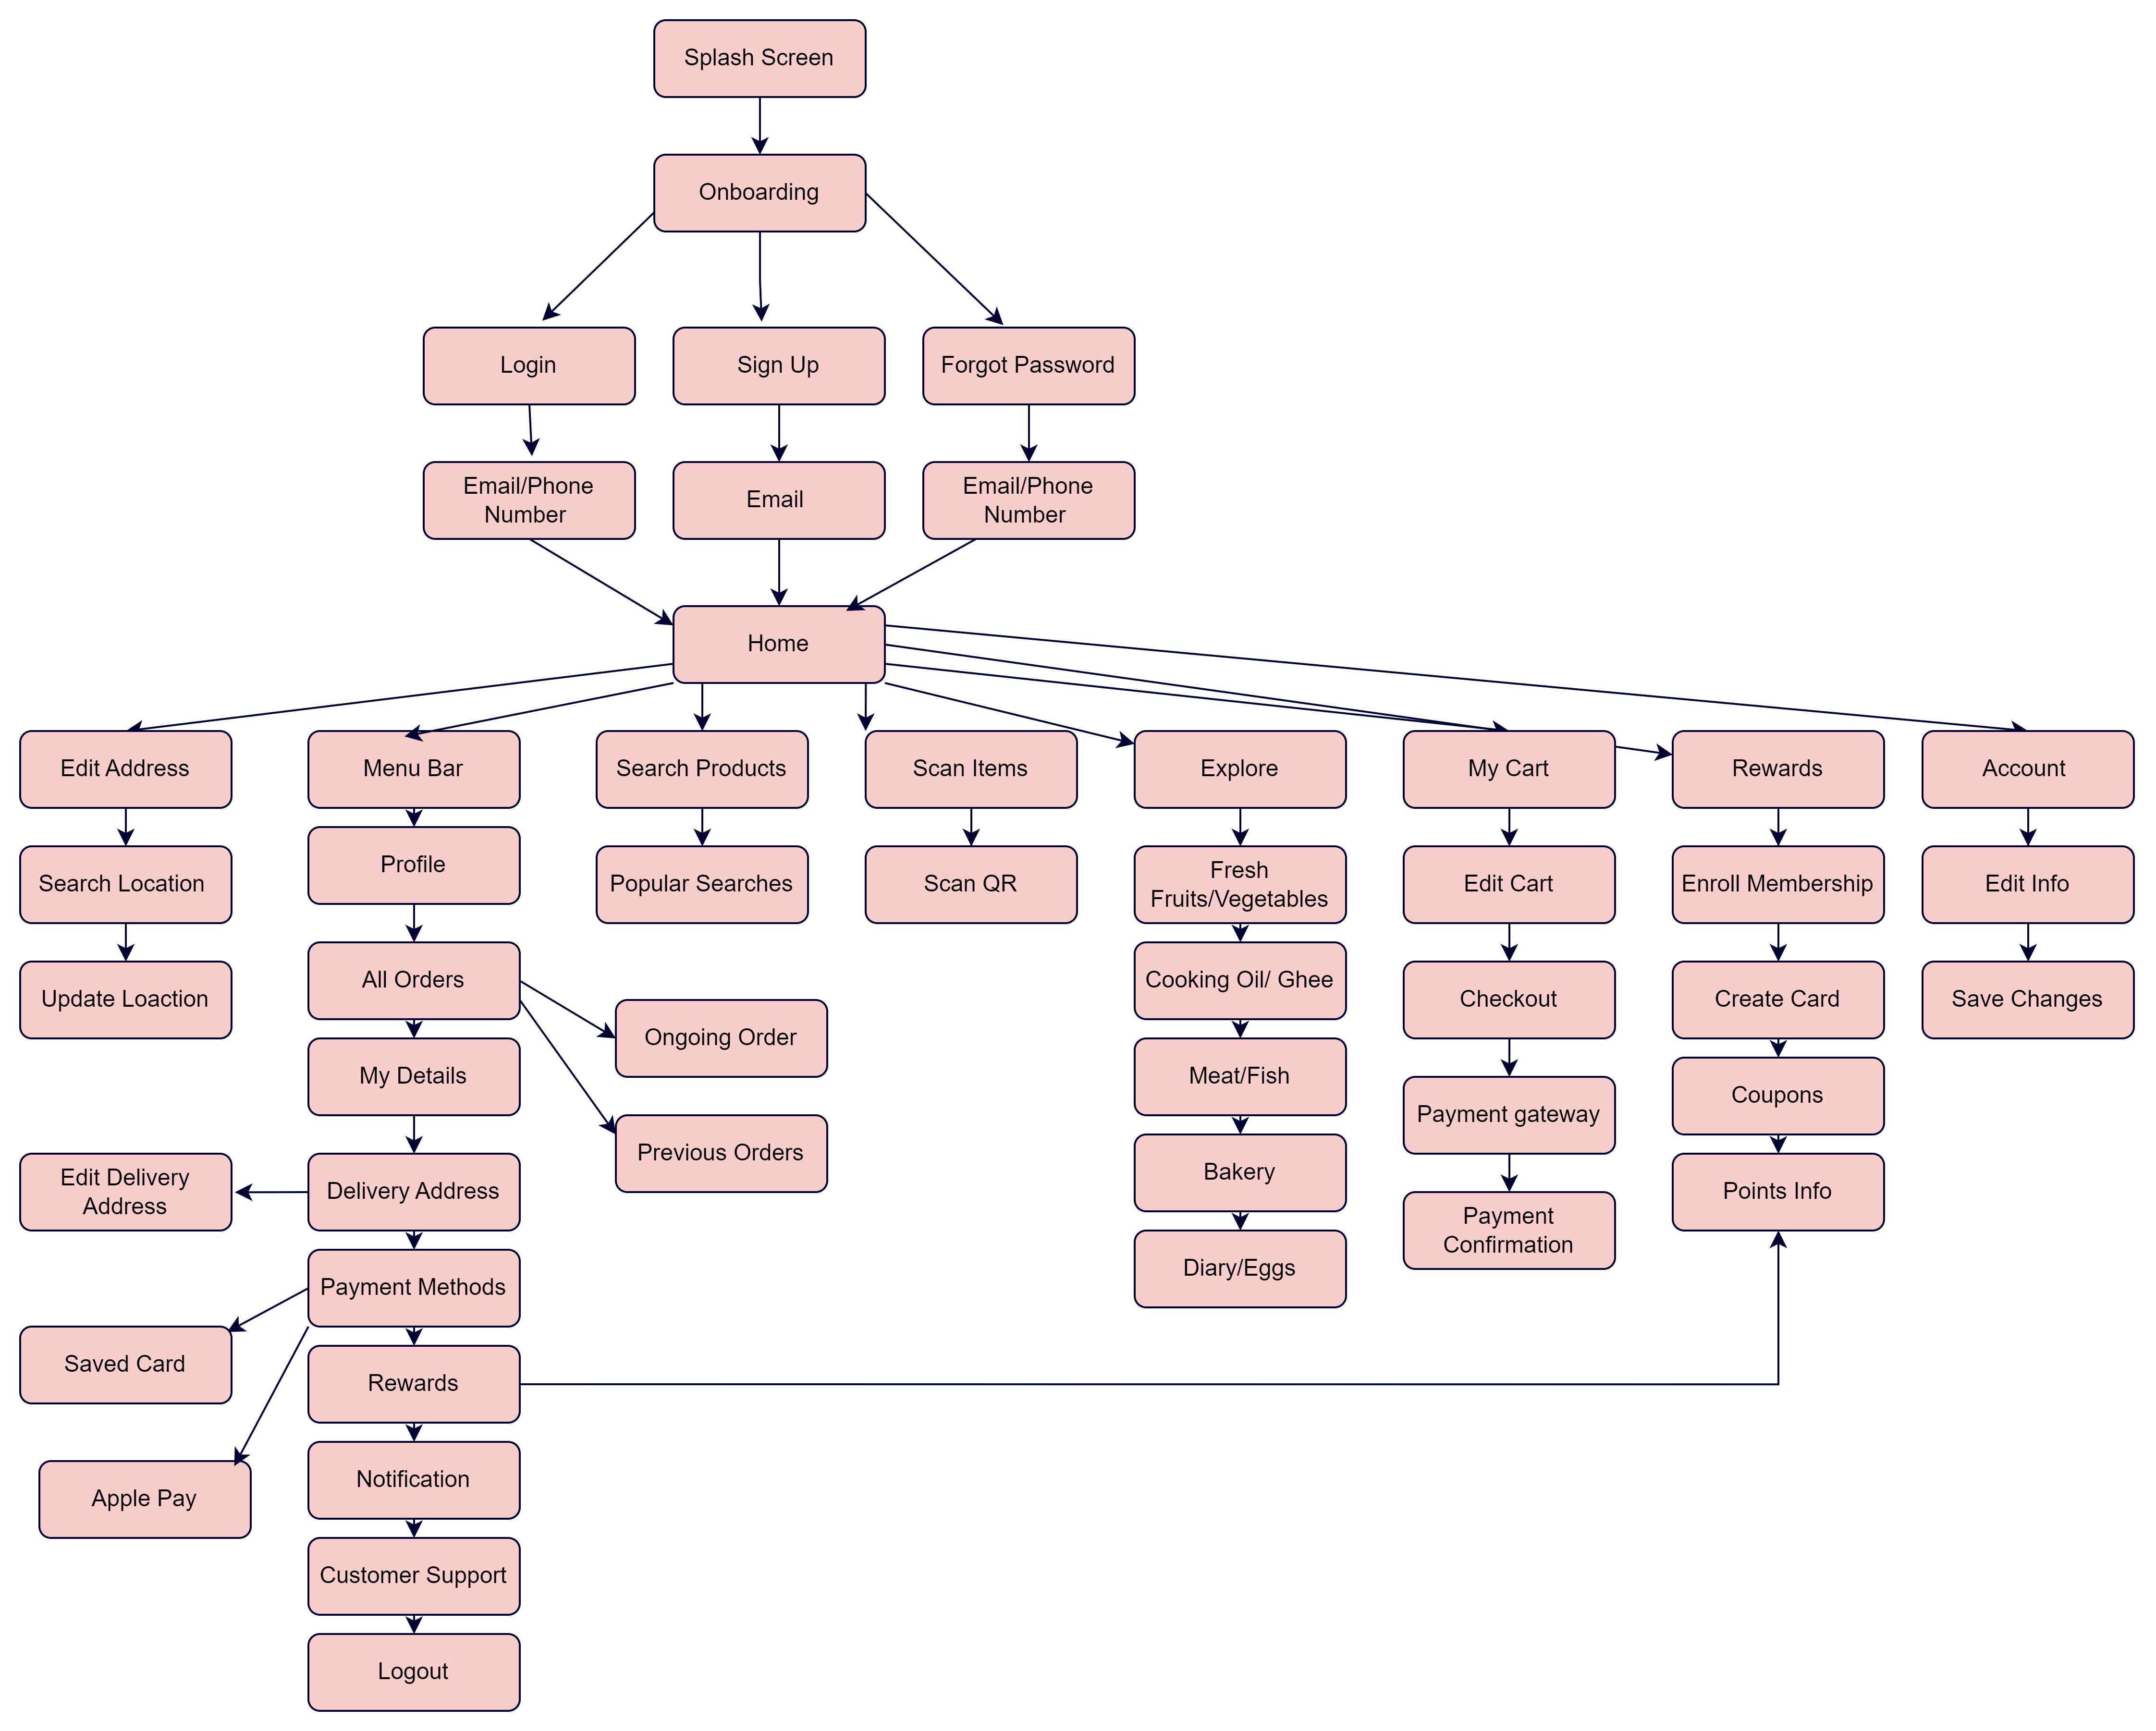 Splash Screen
Onboarding
Login
Sign Up
Forgot Password
Email/Phone
Number
Email
Email/Phone
Number
Home
Edit Address
Menu Bar
Search Products
Scan Items
Explore
My Cart
Rewards
Account
Profile
Search Location
Popular Searches
Scan QR
Fresh
Fruits/Vegetables
Edit Cart
Enroll Membership
Edit Info
All Orders
Cooking Oil/ Ghee
Update Loaction
Checkout
Create Card
Save Changes
Ongoing Order
My Details
Meat/Fish
Coupons
Payment gateway
Previous Orders
Bakery
Edit Delivery
Address
Delivery Address
Points Info
Payment
Confirmation
Diary/Eggs
Payment Methods
Saved Card
Rewards
Notification
Apple Pay
Customer Support
Logout